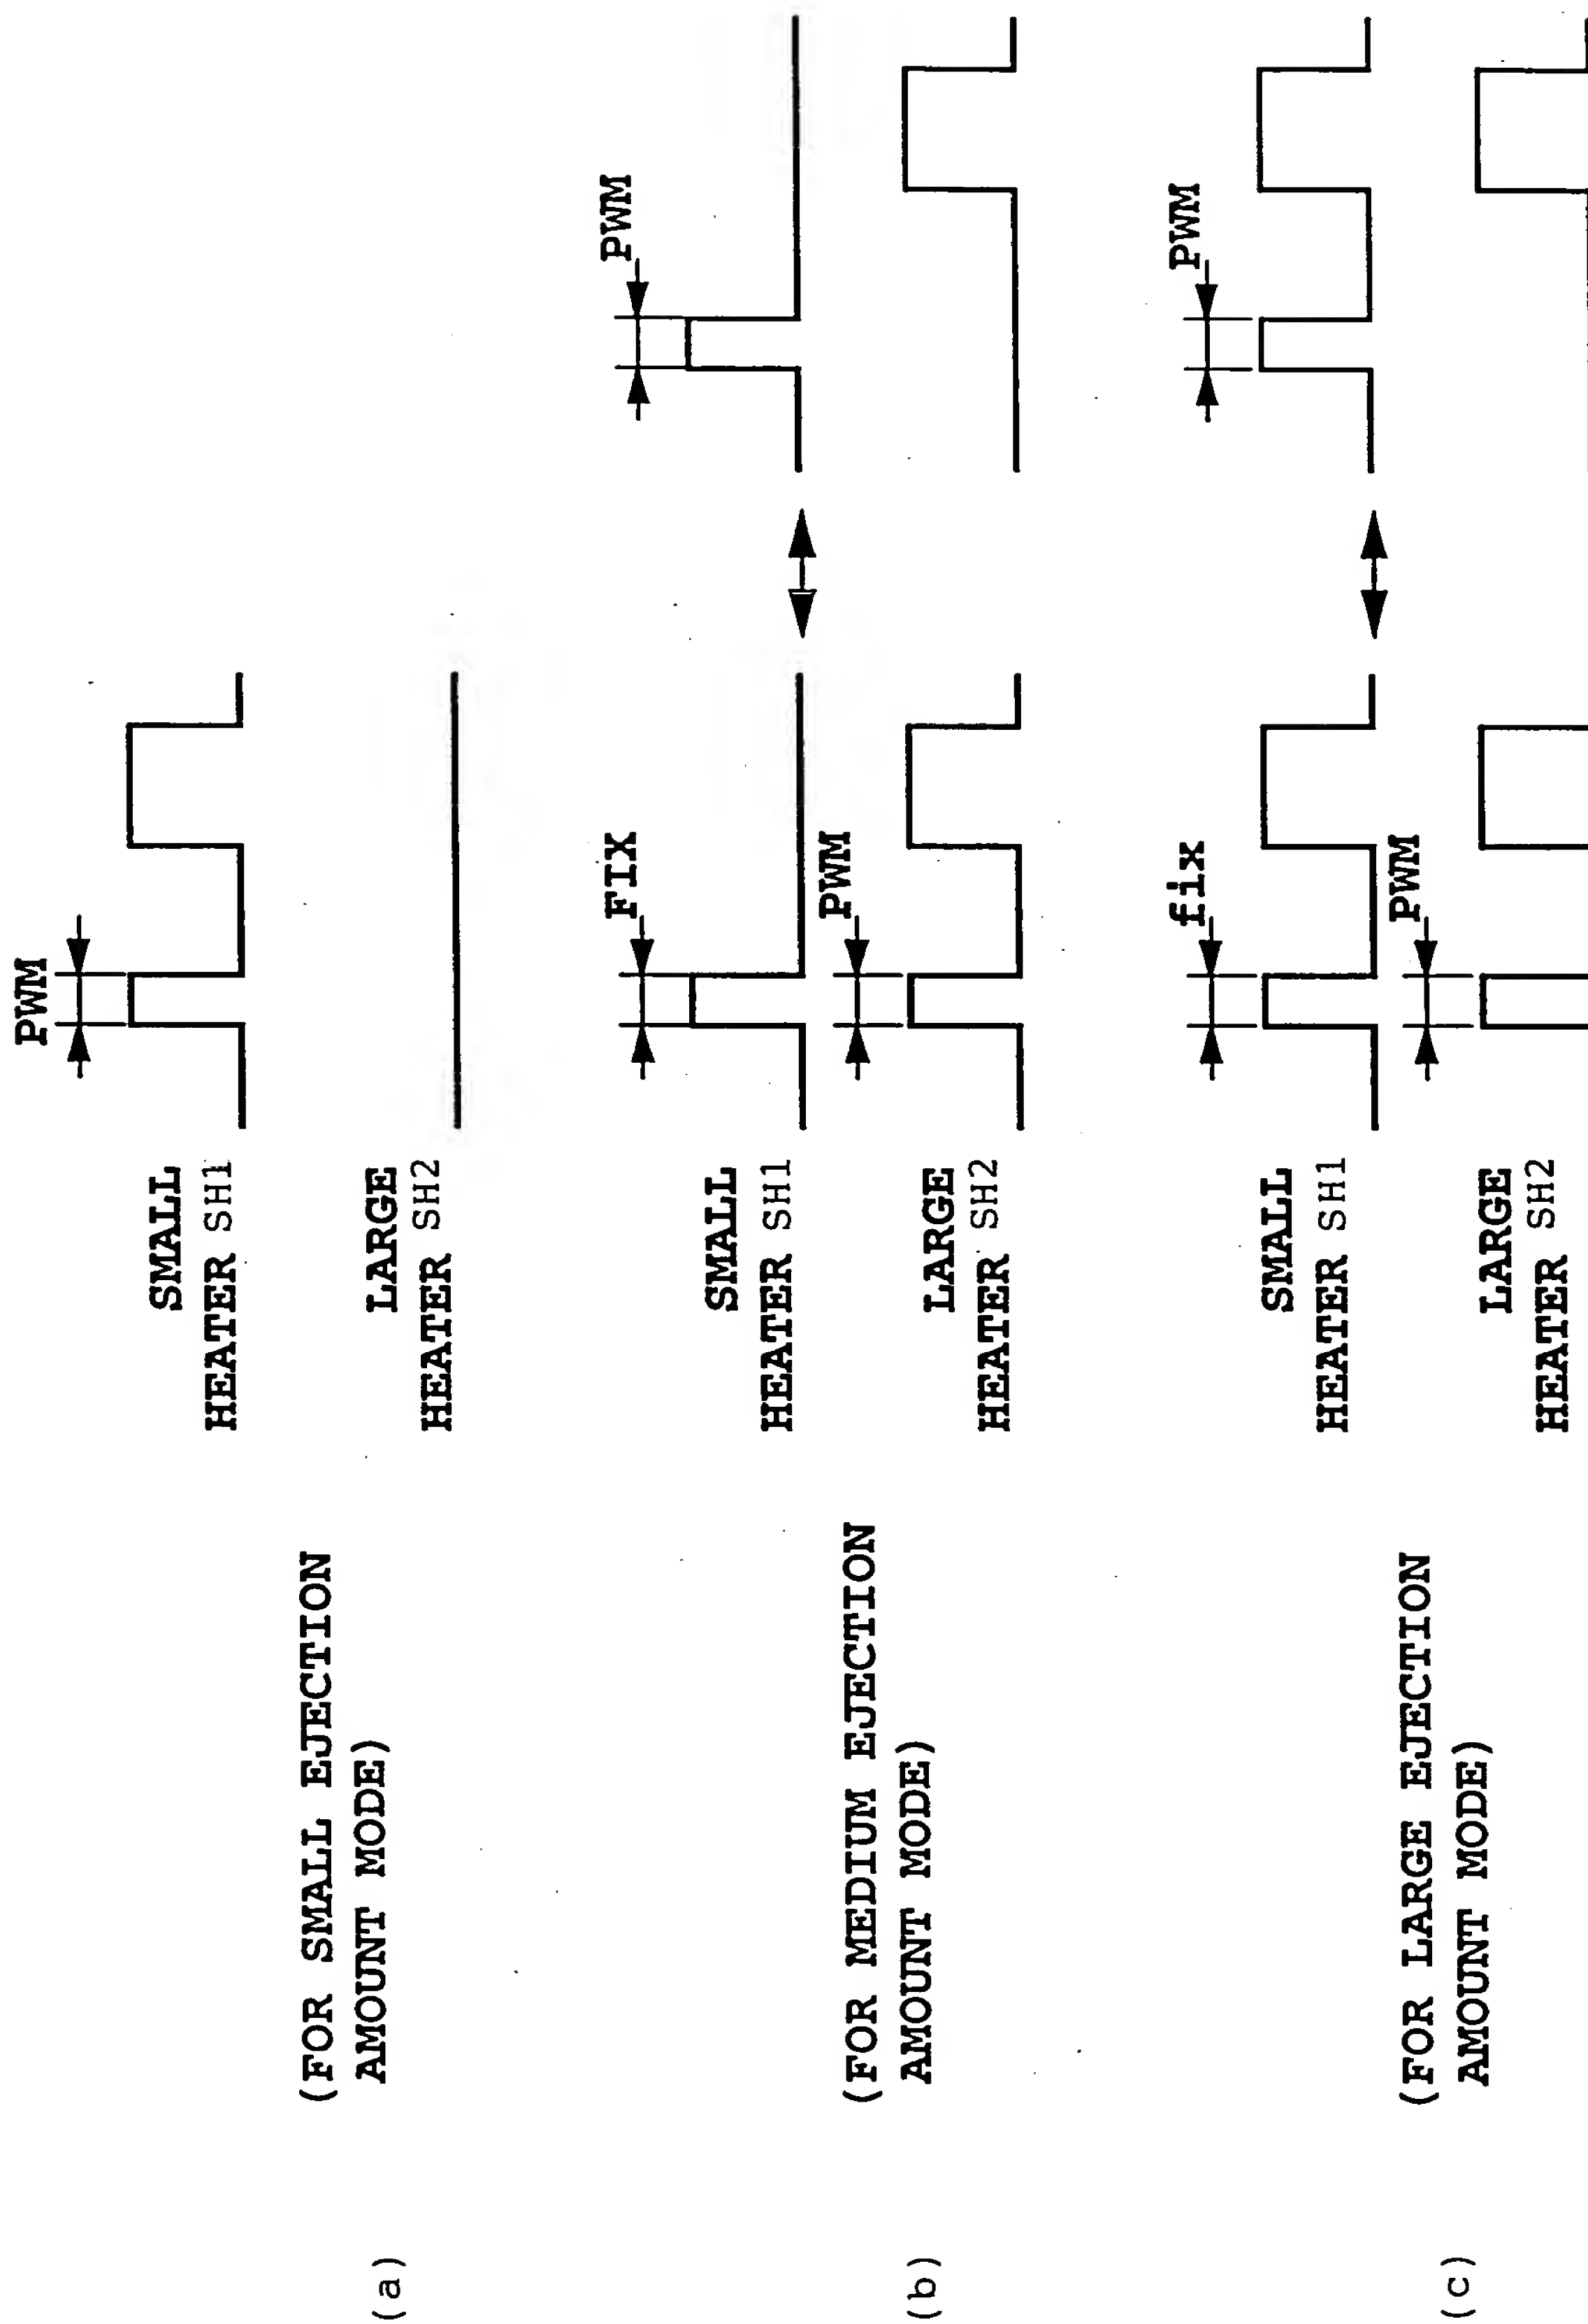 (a)
(FOR SMALL EJECTION
AMOUNT MODE)
SMALL
HEATER SH1
PWM
LARGE
HEATER SH2
(b)
(FOR MEDIUM EJECTION
AMOUNT MODE)
SMALL
HEATER SH1
FIX
PWM
LARGE
HEATER SH2
PWM
(c)
(FOR LARGE EJECTION
AMOUNT MODE)
SMALL
HEATER SH1
fix
PWM
LARGE
HEATER SH2
PWM